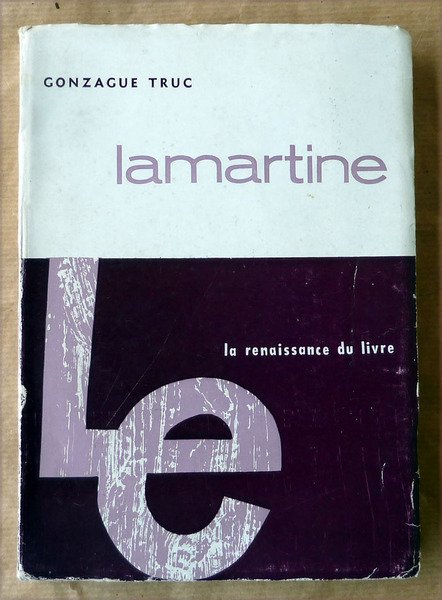 GONZAGUE TRUC
lamartine
la renaissance du livre
Le